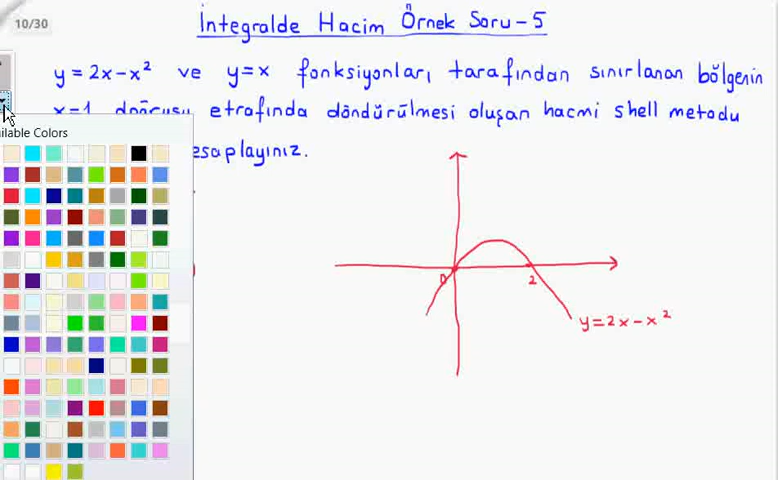 10/30
İntegralde Hacim Örnek Soru-5
y=2x-x² ve y=x fonksiyonları tarafından sınırlanan bölgenin
x=1 doğrusu etrafında döndürülmesi oluşan hacmi shell metodu
esaplayınız.
ilable Colors
0
2
y=2x-x²